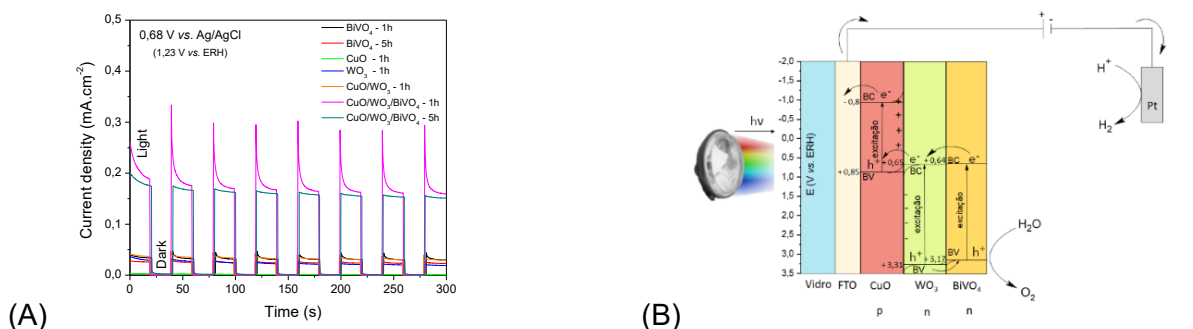 0,68 V vs. Ag/AgCl
(1,23 V vs. ERH)
BiVO₄ - 1h
BiVO₄ - 5h
CuO - 1h
WO₃ - 1h
CuO/WO₃ - 1h
CuO/WO₃/BiVO₄ - 1h
CuO/WO₃/BiVO₄ - 5h
Light
Dark
Current density (mA.cm⁻²)
0,5
0,4
0,3
0,2
0,1
0,0
0
50
100
150
200
250
300
Time (s)
(A)
+
-
H⁺
H₂
Pt
hν
E (V vs. ERH)
-2,0
-1,5
-1,0
-0,5
0,0
0,5
1,0
1,5
2,0
2,5
3,0
3,5
-0,8
BC
e⁻
+
+
+
+
excitação
h⁺
+0,65
+0,85
BV
e⁻
+0,64
BC
excitação
h⁺
+3,17
+3,31
BV
BC
e⁻
excitação
BV
h⁺
H₂O
O₂
Vidro
FTO
CuO
WO₃
BiVO₄
p
n
n
(B)